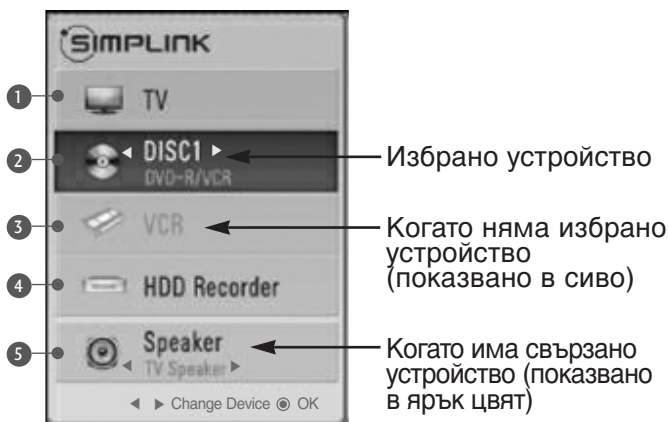 SIMPLINK
1 TV
2 ◀ DISC1 ▶
DVD-R/VCR
Избрано устройство
3 VCR
Когато няма избрано
устройство
(показвано в сиво)
4 HDD Recorder
5 Speaker
◀ TV Speaker ▶
Когато има свързано
устройство (показвано
в ярък цвят)
◀ ▶ Change Device ◉ OK